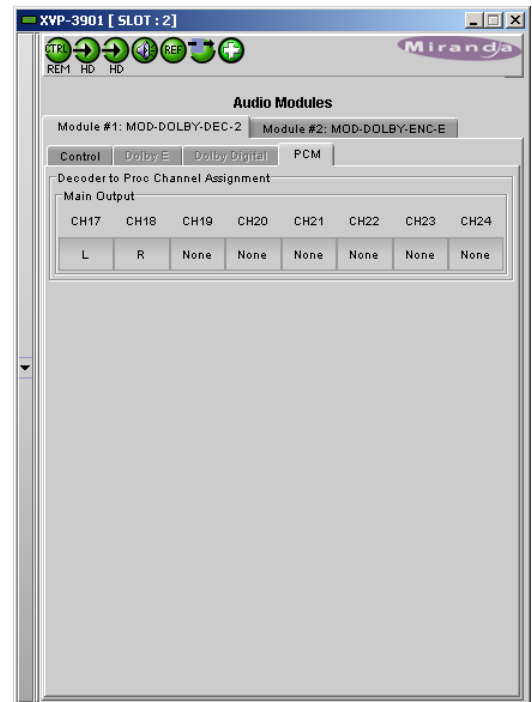 XVP-3901 [ SLOT : 2]
CTRL REF
REM HD HD
Miranda
Audio Modules
Module #1: MOD-DOLBY-DEC-2 Module #2: MOD-DOLBY-ENC-E
Control Dolby E Dolby Digital PCM
Decoder to Proc Channel Assignment
Main Output
CH17 CH18 CH19 CH20 CH21 CH22 CH23 CH24
L R None None None None None None